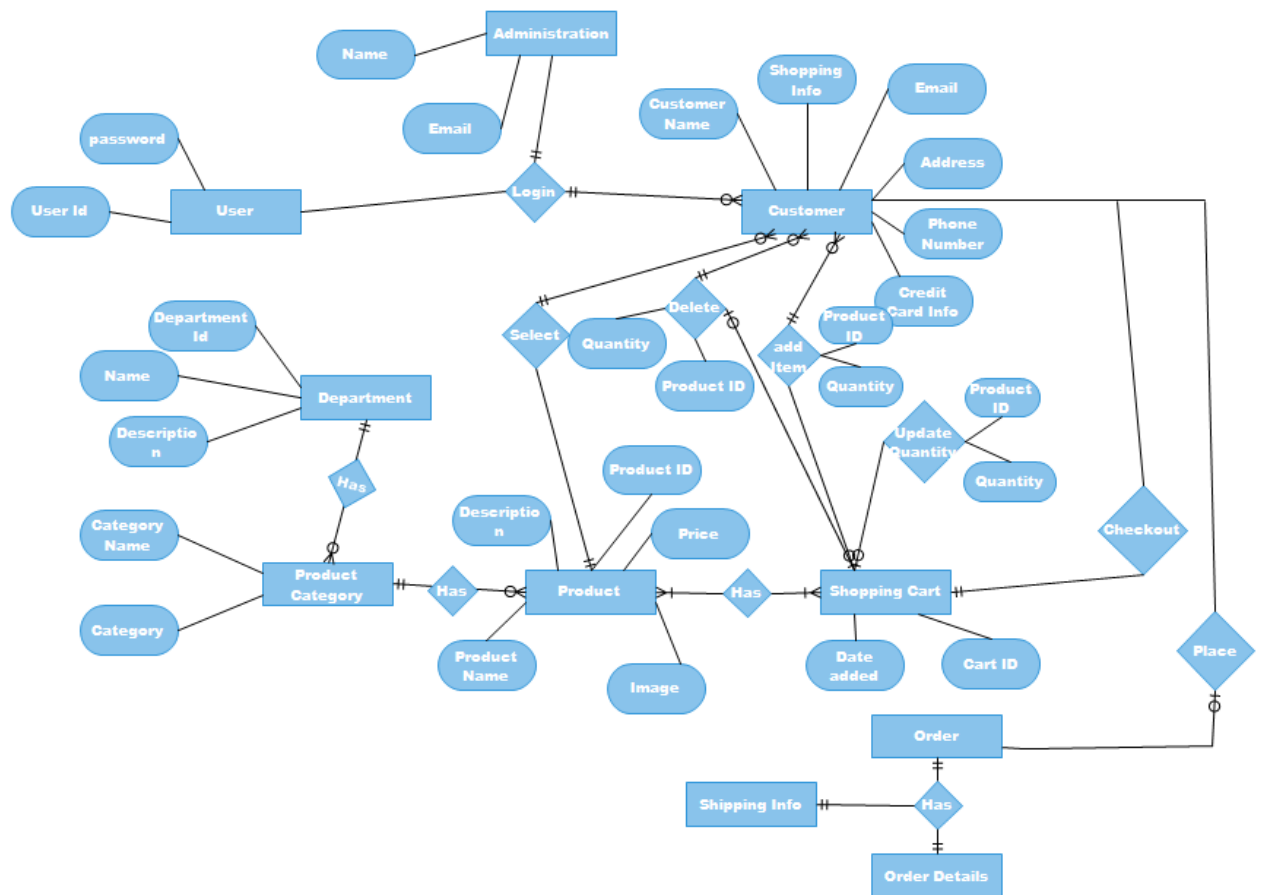 Administration
Name
Shopping
Info
Email
Customer
Name
Email
password
Address
Login
User Id
User
Customer
Phone
Number
Credit
Card Info
Delete
Product
ID
Department
Id
Select
Quantity
add
Item
Name
Product ID
Quantity
Product
ID
Department
Update
Quantity
Descriptio
n
Product ID
Quantity
Has
Category
Name
Descriptio
n
Price
Checkout
Product
Category
Has
Product
Has
Shopping Cart
Category
Product
Name
Date
added
Cart ID
Place
Image
Order
Shipping Info
Has
Order Details